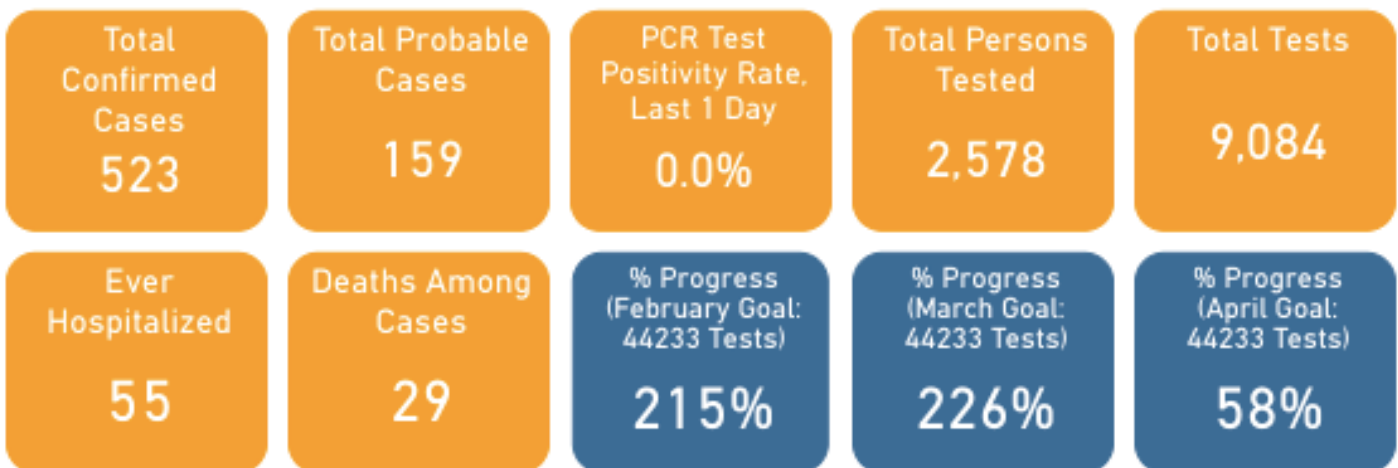 Total
Confirmed
Cases
523
Total Probable
Cases
159
PCR Test
Positivity Rate,
Last 1 Day
0.0%
Total Persons
Tested
2,578
Total Tests
9,084
Ever
Hospitalized
55
Deaths Among
Cases
29
% Progress
(February Goal:
44233 Tests)
215%
% Progress
(March Goal:
44233 Tests)
226%
% Progress
(April Goal:
44233 Tests)
58%